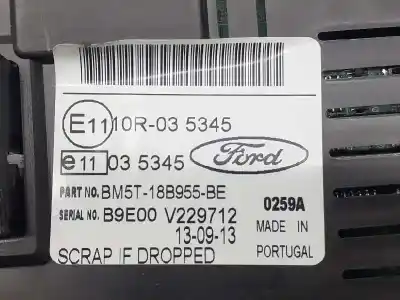 E11 10R-03 5345
e11 03 5345 Ford
PART NO. BM5T-18B955-BE 0259A
SERIAL NO. B9E00 V229712 MADE IN
13-09-13 PORTUGAL
SCRAP IF DROPPED